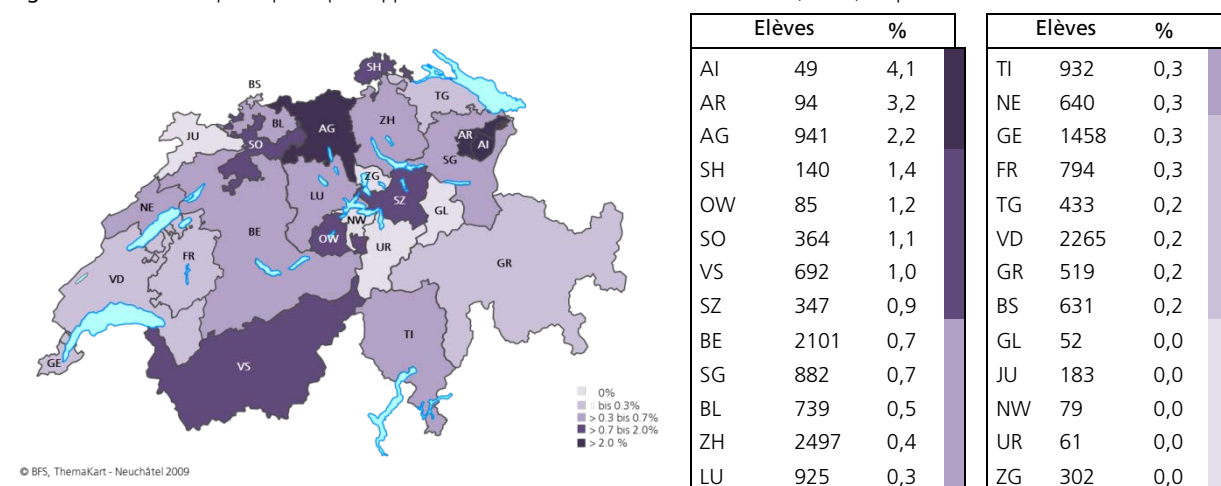 BS
SH
TG
BL
AG
ZH
JU
SO
AR
AI
SG
ZG
LU
SZ
NE
GL
NW
BE
OW
UR
FR
GR
VD
TI
GE
VS
0%
bis 0.3%
> 0.3 bis 0.7%
> 0.7 bis 2.0%
> 2.0 %
© BFS, ThemaKart - Neuchâtel 2009
Elèves %
AI 49 4,1
AR 94 3,2
AG 941 2,2
SH 140 1,4
OW 85 1,2
SO 364 1,1
VS 692 1,0
SZ 347 0,9
BE 2101 0,7
SG 882 0,7
BL 739 0,5
ZH 2497 0,4
LU 925 0,3
Elèves %
TI 932 0,3
NE 640 0,3
GE 1458 0,3
FR 794 0,3
TG 433 0,2
VD 2265 0,2
GR 519 0,2
BS 631 0,2
GL 52 0,0
JU 183 0,0
NW 79 0,0
UR 61 0,0
ZG 302 0,0